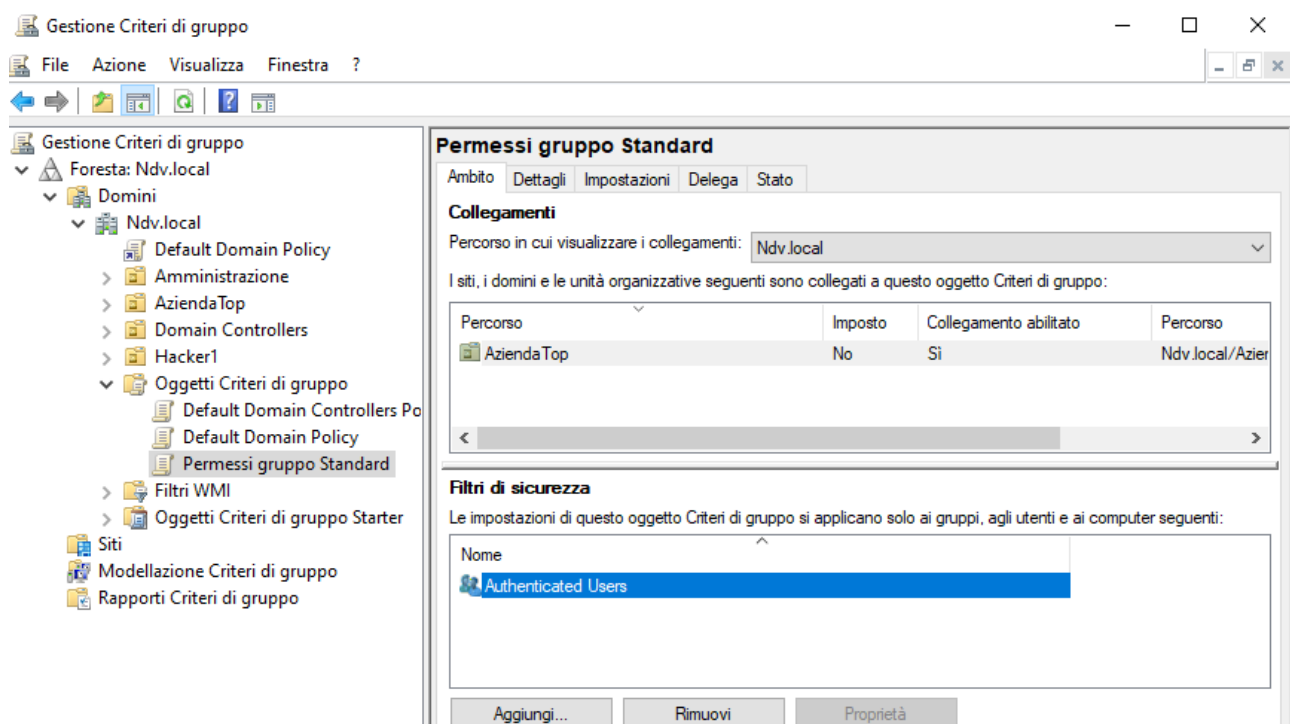 Gestione Criteri di gruppo
File Azione Visualizza Finestra ?
Gestione Criteri di gruppo
Foresta: Ndv.local
Domini
Ndv.local
Default Domain Policy
Amministrazione
AziendaTop
Domain Controllers
Hacker1
Oggetti Criteri di gruppo
Default Domain Controllers Po
Default Domain Policy
Permessi gruppo Standard
Filtri WMI
Oggetti Criteri di gruppo Starter
Siti
Modellazione Criteri di gruppo
Rapporti Criteri di gruppo
Permessi gruppo Standard
Ambito Dettagli Impostazioni Delega Stato
Collegamenti
Percorso in cui visualizzare i collegamenti: Ndv.local
I siti, i domini e le unità organizzative seguenti sono collegati a questo oggetto Criteri di gruppo:
Percorso Imposto Collegamento abilitato Percorso
AziendaTop No Sì Ndv.local/Azier
Filtri di sicurezza
Le impostazioni di questo oggetto Criteri di gruppo si applicano solo ai gruppi, agli utenti e ai computer seguenti:
Nome
Authenticated Users
Aggiungi... Rimuovi Proprietà